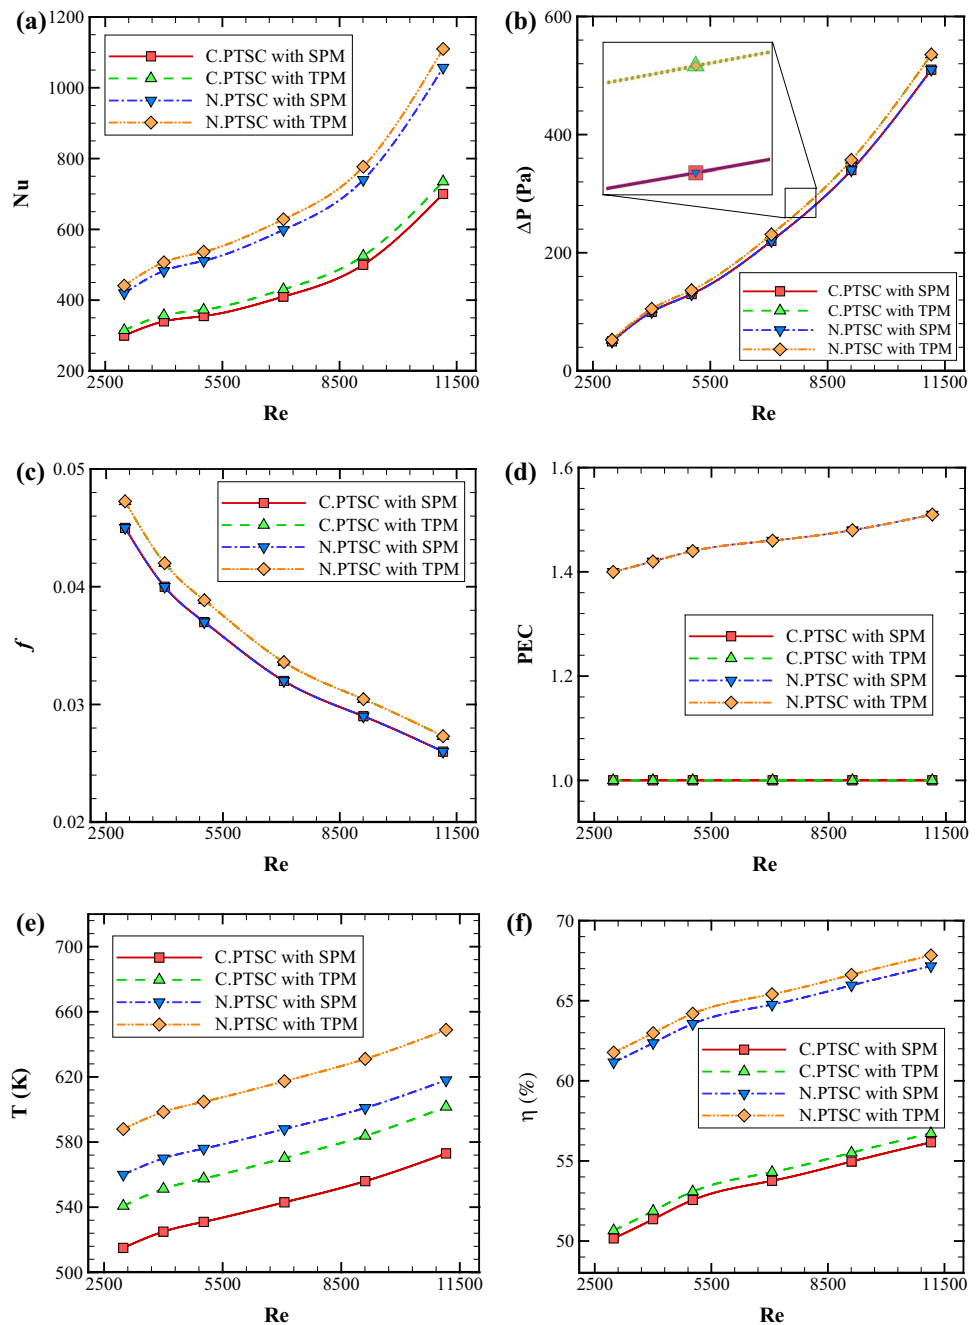 (a)
Nu
1200
1000
800
600
400
200
C.PTSC with SPM
C.PTSC with TPM
N.PTSC with SPM
N.PTSC with TPM
2500 5500 8500 11500
Re
(b)
ΔP (Pa)
600
400
200
0
C.PTSC with SPM
C.PTSC with TPM
N.PTSC with SPM
N.PTSC with TPM
2500 5500 8500 11500
Re
(c)
f
0.05
0.04
0.03
0.02
C.PTSC with SPM
C.PTSC with TPM
N.PTSC with SPM
N.PTSC with TPM
2500 5500 8500 11500
Re
(d)
PEC
1.6
1.4
1.2
1.0
C.PTSC with SPM
C.PTSC with TPM
N.PTSC with SPM
N.PTSC with TPM
2500 5500 8500 11500
Re
(e)
T (K)
700
660
620
580
540
500
C.PTSC with SPM
C.PTSC with TPM
N.PTSC with SPM
N.PTSC with TPM
2500 5500 8500 11500
Re
(f)
η (%)
70
65
60
55
50
C.PTSC with SPM
C.PTSC with TPM
N.PTSC with SPM
N.PTSC with TPM
2500 5500 8500 11500
Re